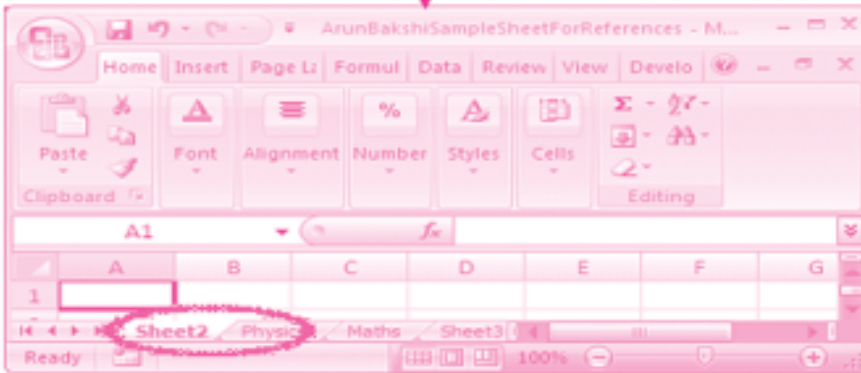 ArunBakshiSampleSheetForReferences - M...
Home Insert Page La Formul Data Review View Develo
Paste Font Alignment Number Styles Cells Σ
Clipboard Editing
A1 fx
A B C D E F G
1
Sheet2 Physic Maths Sheet3
Ready 100%